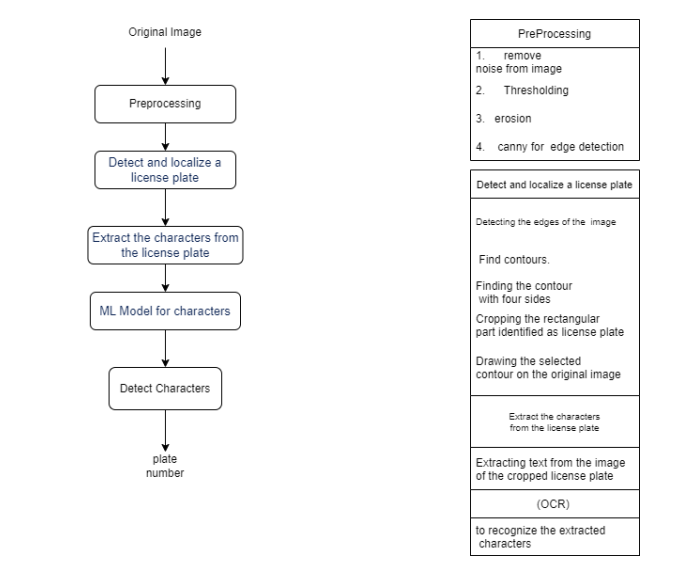 Original Image
Preprocessing
Detect and localize a
license plate
Extract the characters from
the license plate
ML Model for characters
Detect Characters
plate
number
PreProcessing
1. remove
noise from image
2. Thresholding
3. erosion
4. canny for edge detection
Detect and localize a license plate
Detecting the edges of the image
Find contours.
Finding the contour
with four sides
Cropping the rectangular
part identified as license plate
Drawing the selected
contour on the original image
Extract the characters
from the license plate
Extracting text from the image
of the cropped license plate
(OCR)
to recognize the extracted
characters